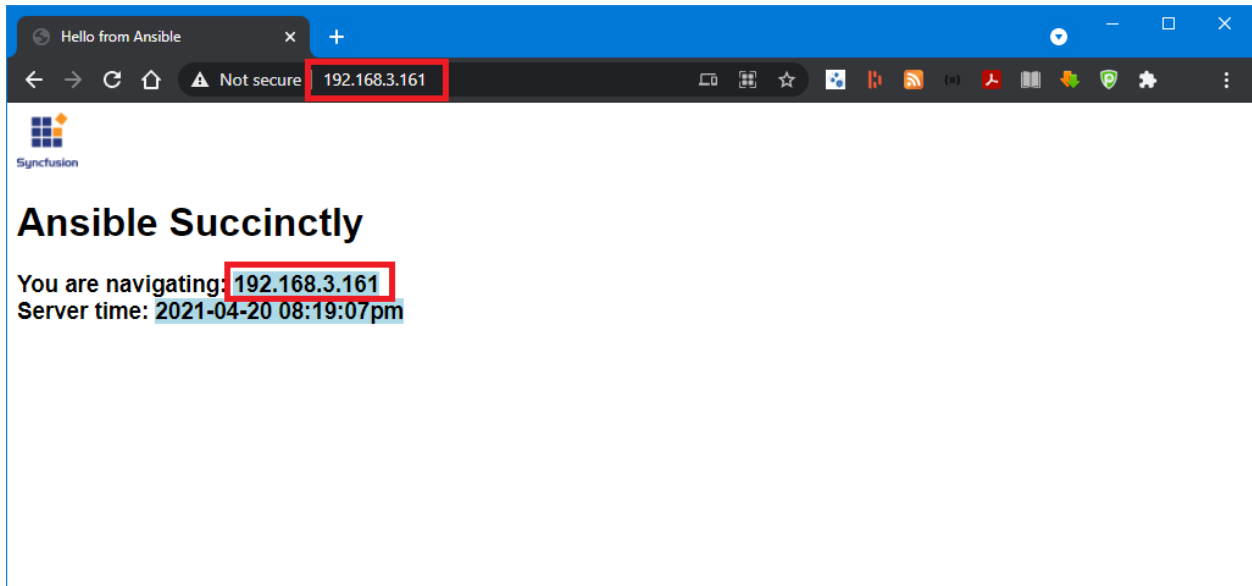 Hello from Ansible
Not secure 192.168.3.161
Syncfusion
Ansible Succinctly
You are navigating: 192.168.3.161
Server time: 2021-04-20 08:19:07pm